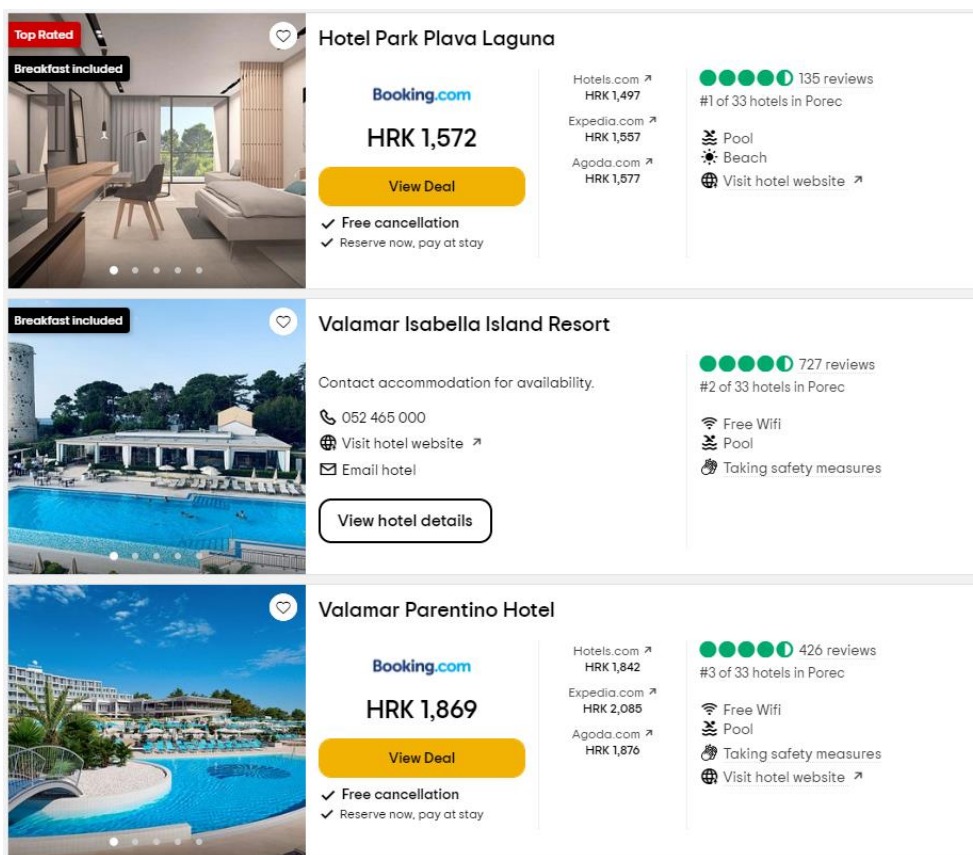 Top Rated
Breakfast included
Hotel Park Plava Laguna
Booking.com
HRK 1,572
View Deal
Free cancellation
Reserve now, pay at stay
Hotels.com
HRK 1,497
Expedia.com
HRK 1,557
Agoda.com
HRK 1,577
135 reviews
#1 of 33 hotels in Porec
Pool
Beach
Visit hotel website
Breakfast included
Valamar Isabella Island Resort
Contact accommodation for availability.
052 465 000
Visit hotel website
Email hotel
View hotel details
727 reviews
#2 of 33 hotels in Porec
Free Wifi
Pool
Taking safety measures
Valamar Parentino Hotel
Booking.com
HRK 1,869
View Deal
Free cancellation
Reserve now, pay at stay
Hotels.com
HRK 1,842
Expedia.com
HRK 2,085
Agoda.com
HRK 1,876
426 reviews
#3 of 33 hotels in Porec
Free Wifi
Pool
Taking safety measures
Visit hotel website